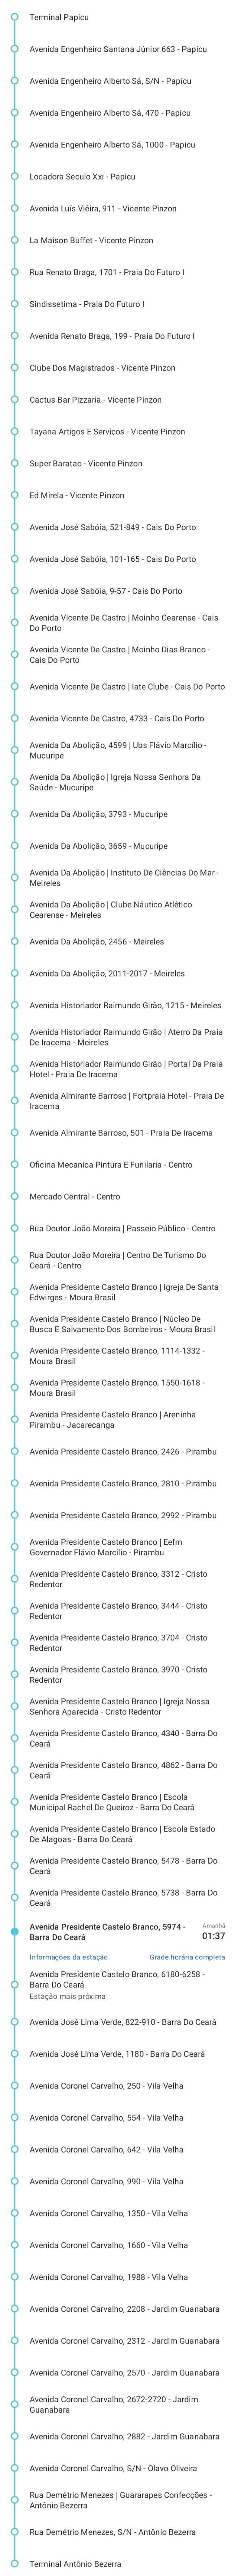 Terminal Papicu
Avenida Engenheiro Santana Júnior 663 - Papicu
Avenida Engenheiro Alberto Sá, S/N - Papicu
Avenida Engenheiro Alberto Sá, 470 - Papicu
Avenida Engenheiro Alberto Sá, 1000 - Papicu
Locadora Seculo Xxi - Papicu
Avenida Luís Viêira, 911 - Vicente Pinzon
La Maison Buffet - Vicente Pinzon
Rua Renato Braga, 1701 - Praia Do Futuro I
Sindissetima - Praia Do Futuro I
Avenida Renato Braga, 199 - Praia Do Futuro I
Clube Dos Magistrados - Vicente Pinzon
Cactus Bar Pizzaria - Vicente Pinzon
Tayana Artigos E Serviços - Vicente Pinzon
Super Baratao - Vicente Pinzon
Ed Mirela - Vicente Pinzon
Avenida José Sabóia, 521-849 - Cais Do Porto
Avenida José Sabóia, 101-165 - Cais Do Porto
Avenida José Sabóia, 9-57 - Cais Do Porto
Avenida Vicente De Castro | Moinho Cearense - Cais
Do Porto
Avenida Vicente De Castro | Moinho Dias Branco -
Cais Do Porto
Avenida Vicente De Castro | Iate Clube - Cais Do Porto
Avenida Vicente De Castro, 4733 - Cais Do Porto
Avenida Da Abolição, 4599 | Ubs Flávio Marcílio -
Mucuripe
Avenida Da Abolição | Igreja Nossa Senhora Da
Saúde - Mucuripe
Avenida Da Abolição, 3793 - Mucuripe
Avenida Da Abolição, 3659 - Mucuripe
Avenida Da Abolição | Instituto De Ciências Do Mar -
Meireles
Avenida Da Abolição | Clube Náutico Atlético
Cearense - Meireles
Avenida Da Abolição, 2456 - Meireles
Avenida Da Abolição, 2011-2017 - Meireles
Avenida Historiador Raimundo Girão, 1215 - Meireles
Avenida Historiador Raimundo Girão | Aterro Da Praia
De Iracema - Meireles
Avenida Historiador Raimundo Girão | Portal Da Praia
Hotel - Praia De Iracema
Avenida Almirante Barroso | Fortpraia Hotel - Praia De
Iracema
Avenida Almirante Barroso, 501 - Praia De Iracema
Oficina Mecanica Pintura E Funilaria - Centro
Mercado Central - Centro
Rua Doutor João Moreira | Passeio Público - Centro
Rua Doutor João Moreira | Centro De Turismo Do
Ceará - Centro
Avenida Presidente Castelo Branco | Igreja De Santa
Edwirges - Moura Brasil
Avenida Presidente Castelo Branco | Núcleo De
Busca E Salvamento Dos Bombeiros - Moura Brasil
Avenida Presidente Castelo Branco, 1114-1332 -
Moura Brasil
Avenida Presidente Castelo Branco, 1550-1618 -
Moura Brasil
Avenida Presidente Castelo Branco | Areninha
Pirambu - Jacarecanga
Avenida Presidente Castelo Branco, 2426 - Pirambu
Avenida Presidente Castelo Branco, 2810 - Pirambu
Avenida Presidente Castelo Branco, 2992 - Pirambu
Avenida Presidente Castelo Branco | Eefm
Governador Flávio Marcílio - Pirambu
Avenida Presidente Castelo Branco, 3312 - Cristo
Redentor
Avenida Presidente Castelo Branco, 3444 - Cristo
Redentor
Avenida Presidente Castelo Branco, 3704 - Cristo
Redentor
Avenida Presidente Castelo Branco, 3970 - Cristo
Redentor
Avenida Presidente Castelo Branco | Igreja Nossa
Senhora Aparecida - Cristo Redentor
Avenida Presidente Castelo Branco, 4340 - Barra Do
Ceará
Avenida Presidente Castelo Branco, 4862 - Barra Do
Ceará
Avenida Presidente Castelo Branco | Escola
Municipal Rachel De Queiroz - Barra Do Ceará
Avenida Presidente Castelo Branco | Escola Estado
De Alagoas - Barra Do Ceará
Avenida Presidente Castelo Branco, 5478 - Barra Do
Ceará
Avenida Presidente Castelo Branco, 5738 - Barra Do
Ceará
Avenida Presidente Castelo Branco, 5974 -
Barra Do Ceará
Amanhã
01:37
Informações da estação
Grade horária completa
Avenida Presidente Castelo Branco, 6180-6258 -
Barra Do Ceará
Estação mais próxima
Avenida José Lima Verde, 822-910 - Barra Do Ceará
Avenida José Lima Verde, 1180 - Barra Do Ceará
Avenida Coronel Carvalho, 250 - Vila Velha
Avenida Coronel Carvalho, 554 - Vila Velha
Avenida Coronel Carvalho, 642 - Vila Velha
Avenida Coronel Carvalho, 990 - Vila Velha
Avenida Coronel Carvalho, 1350 - Vila Velha
Avenida Coronel Carvalho, 1660 - Vila Velha
Avenida Coronel Carvalho, 1988 - Vila Velha
Avenida Coronel Carvalho, 2208 - Jardim Guanabara
Avenida Coronel Carvalho, 2312 - Jardim Guanabara
Avenida Coronel Carvalho, 2570 - Jardim Guanabara
Avenida Coronel Carvalho, 2672-2720 - Jardim
Guanabara
Avenida Coronel Carvalho, 2882 - Jardim Guanabara
Avenida Coronel Carvalho, S/N - Olavo Oliveira
Rua Demétrio Menezes | Guararapes Confecções -
Antônio Bezerra
Rua Demétrio Menezes, S/N - Antônio Bezerra
Terminal Antônio Bezerra